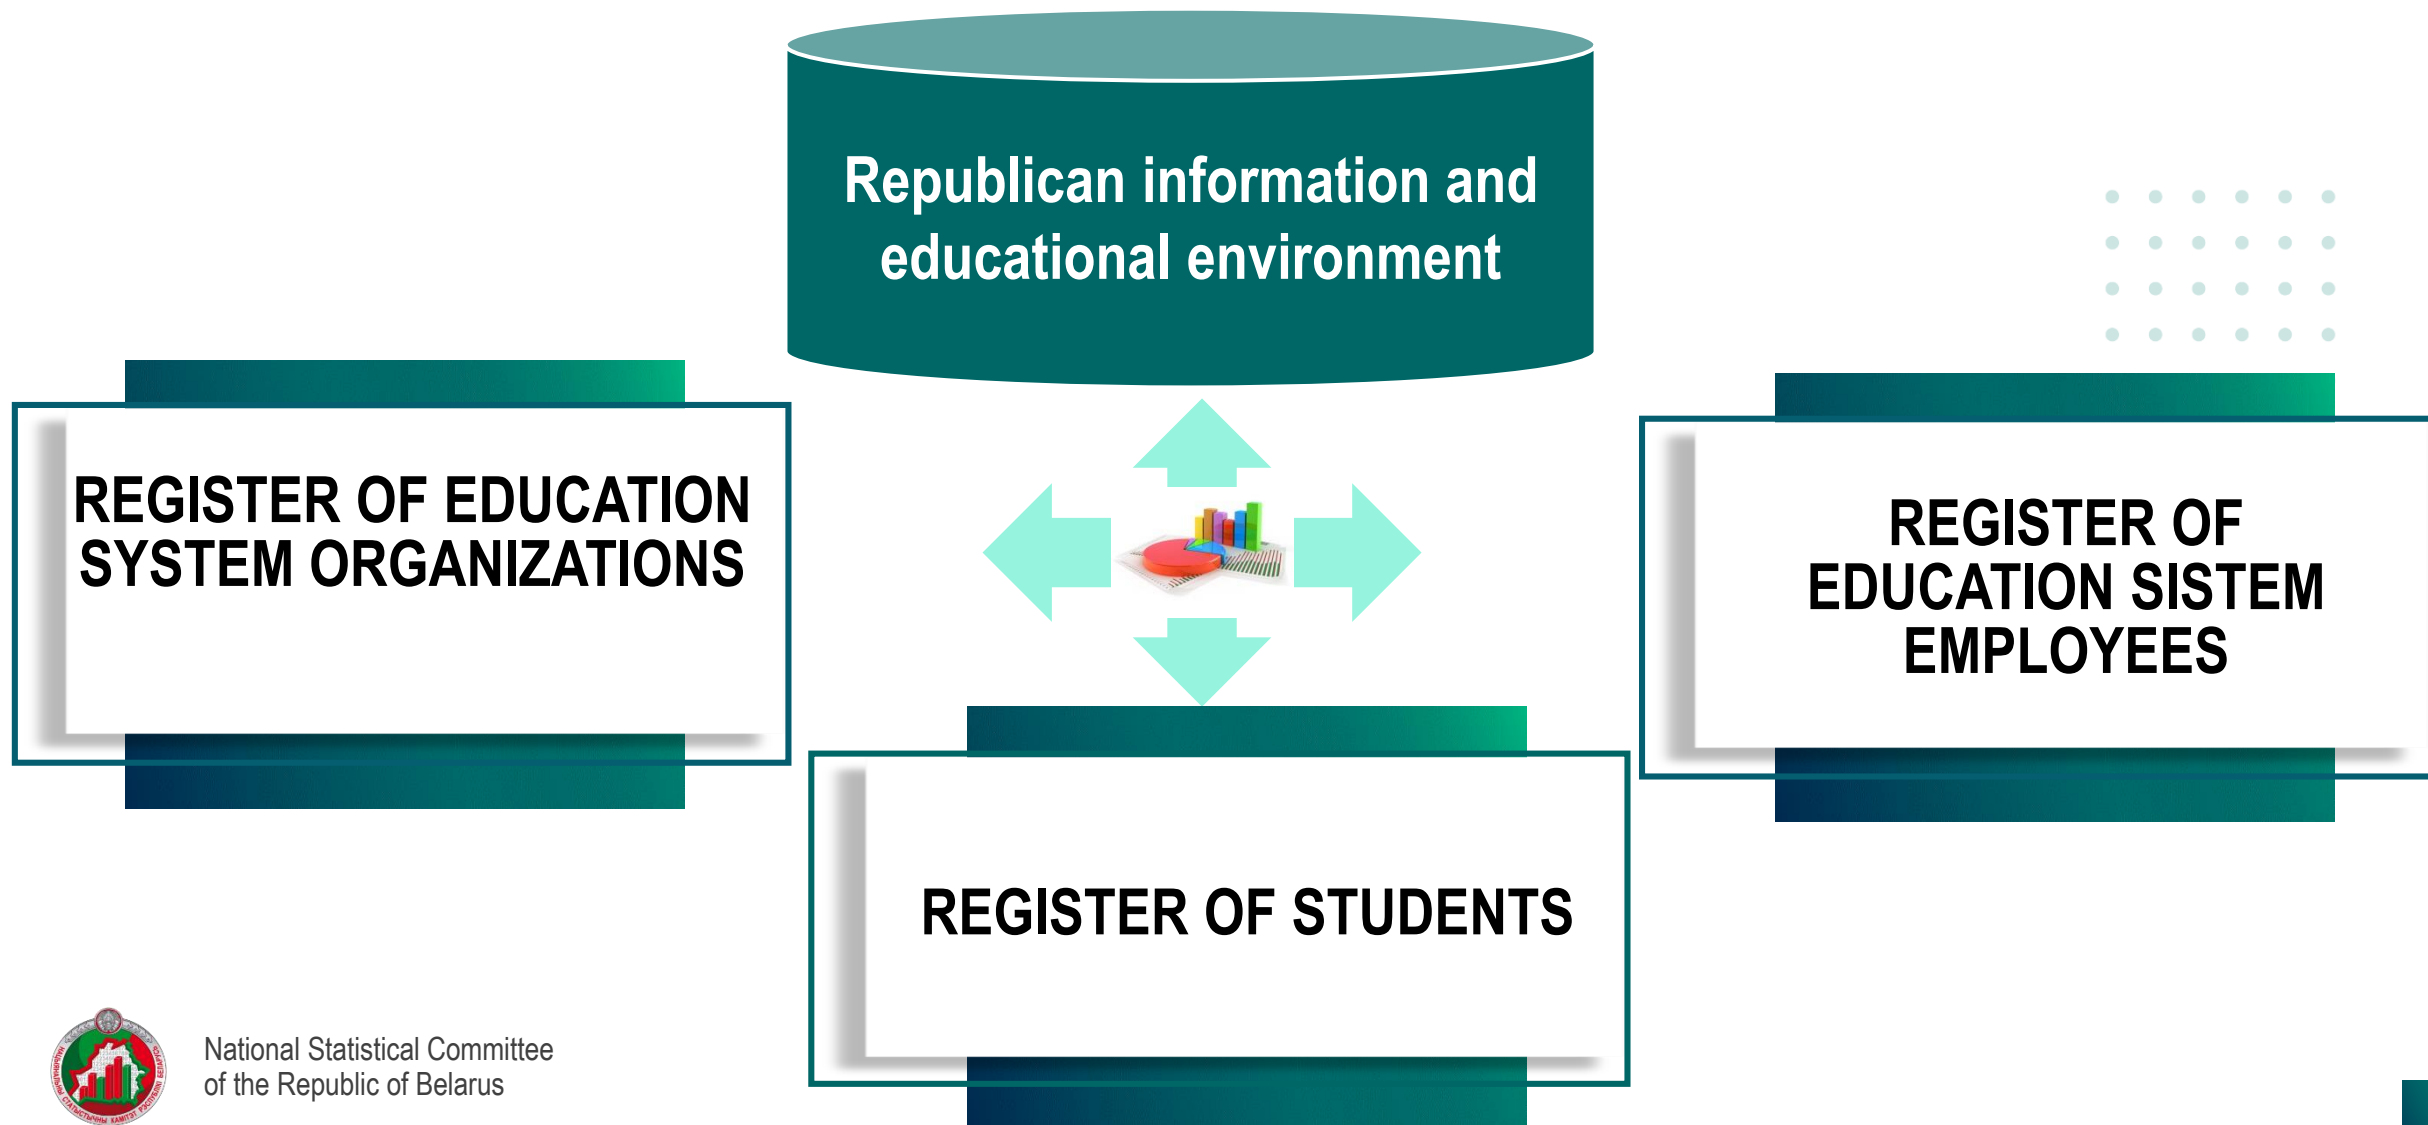 Republican information and
educational environment
REGISTER OF EDUCATION
SYSTEM ORGANIZATIONS
REGISTER OF
EDUCATION SISTEM
EMPLOYEES
REGISTER OF STUDENTS
National Statistical Committee
of the Republic of Belarus